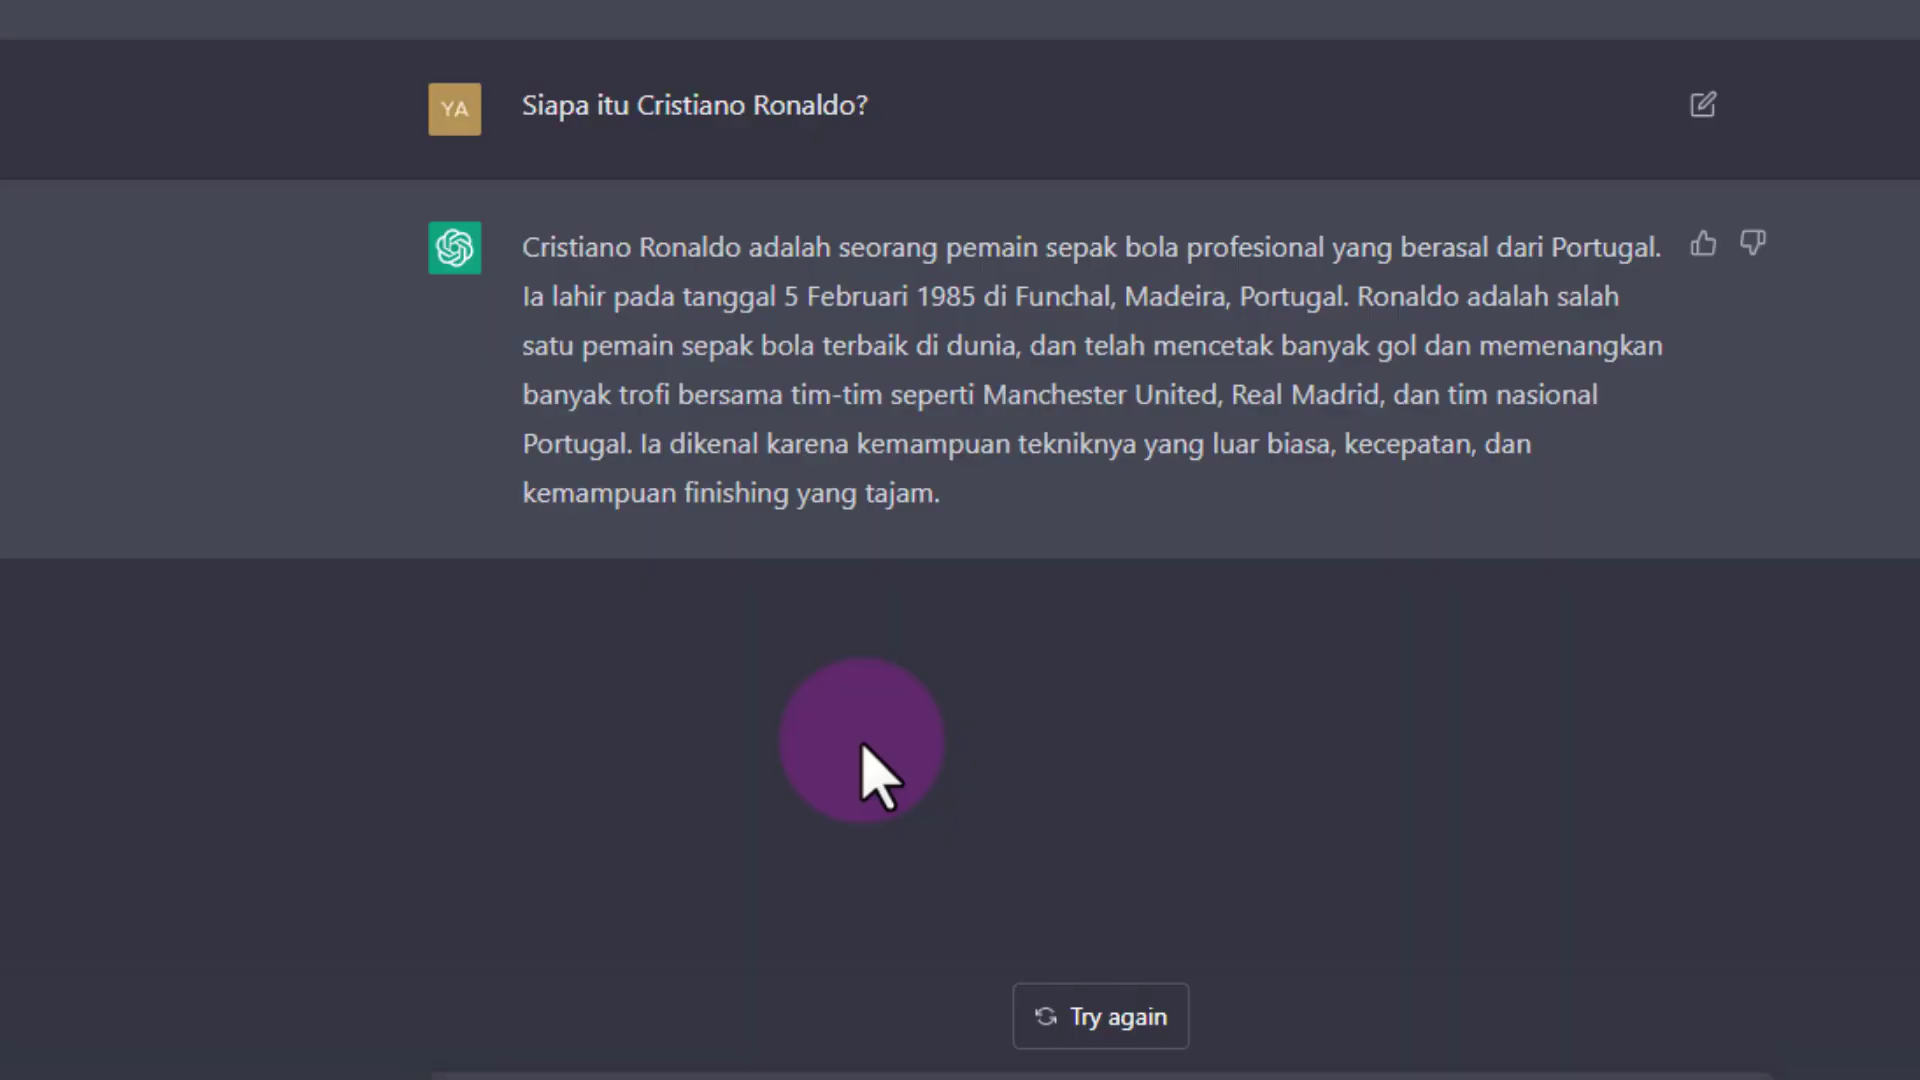 YA
Siapa itu Cristiano Ronaldo?
Cristiano Ronaldo adalah seorang pemain sepak bola profesional yang berasal dari Portugal.
Ia lahir pada tanggal 5 Februari 1985 di Funchal, Madeira, Portugal. Ronaldo adalah salah
satu pemain sepak bola terbaik di dunia, dan telah mencetak banyak gol dan memenangkan
banyak trofi bersama tim-tim seperti Manchester United, Real Madrid, dan tim nasional
Portugal. Ia dikenal karena kemampuan tekniknya yang luar biasa, kecepatan, dan
kemampuan finishing yang tajam.
Try again